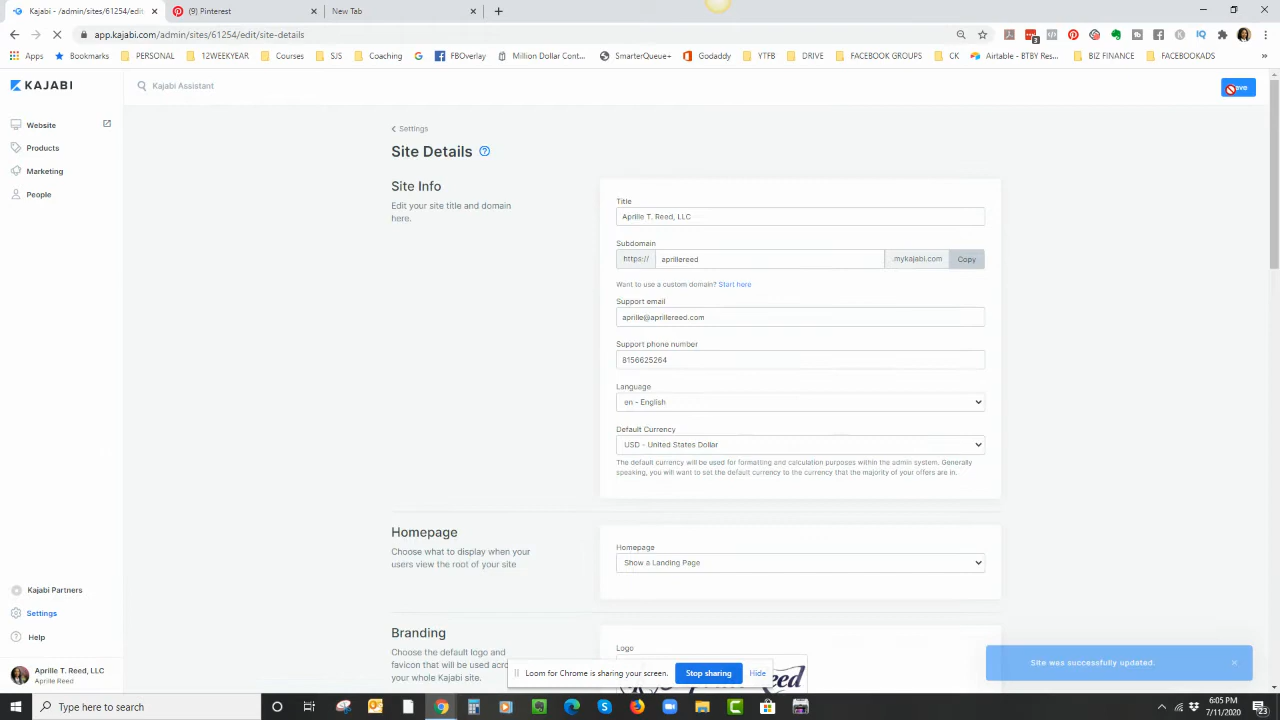 Kajabi - /admin/sites/61254/edit
(9) Pinterest
New Tab
app.kajabi.com/admin/sites/61254/edit/site-details
3
Apps
Bookmarks
PERSONAL
12WEEKYEAR
Courses
SJS
Coaching
FBOverlay
Million Dollar Cont...
SmarterQueue+
Godaddy
YTFB
DRIVE
FACEBOOK GROUPS
CK
Airtable - BTBY Res...
BIZ FINANCE
FACEBOOKADS
»
KAJABI
Kajabi Assistant
Website
Products
Marketing
People
Settings
Site Details
Site Info
Edit your site title and domain
here.
Title
Aprille T. Reed, LLC
Subdomain
https://
aprillereed
.mykajabi.com
Copy
Want to use a custom domain? Start here
Support email
aprille@aprillereed.com
Support phone number
8156625264
Language
en - English
Default Currency
USD - United States Dollar
The default currency will be used for formatting and calculation purposes within the admin system. Generally
speaking, you will want to set the default currency to the currency that the majority of your offers are in.
Homepage
Choose what to display when your
users view the root of your site
Homepage
Show a Landing Page
Branding
Choose the default logo and
favicon that will be used
your whole Kajabi site.
Logo
Kajabi Partners
Settings
Help
Aprille T. Reed, LLC
Aprille Reed
Loom for Chrome is sharing your screen.
Stop sharing
Hide
Site was successfully updated.
Type here to search
6:05 PM
7/11/2020
23